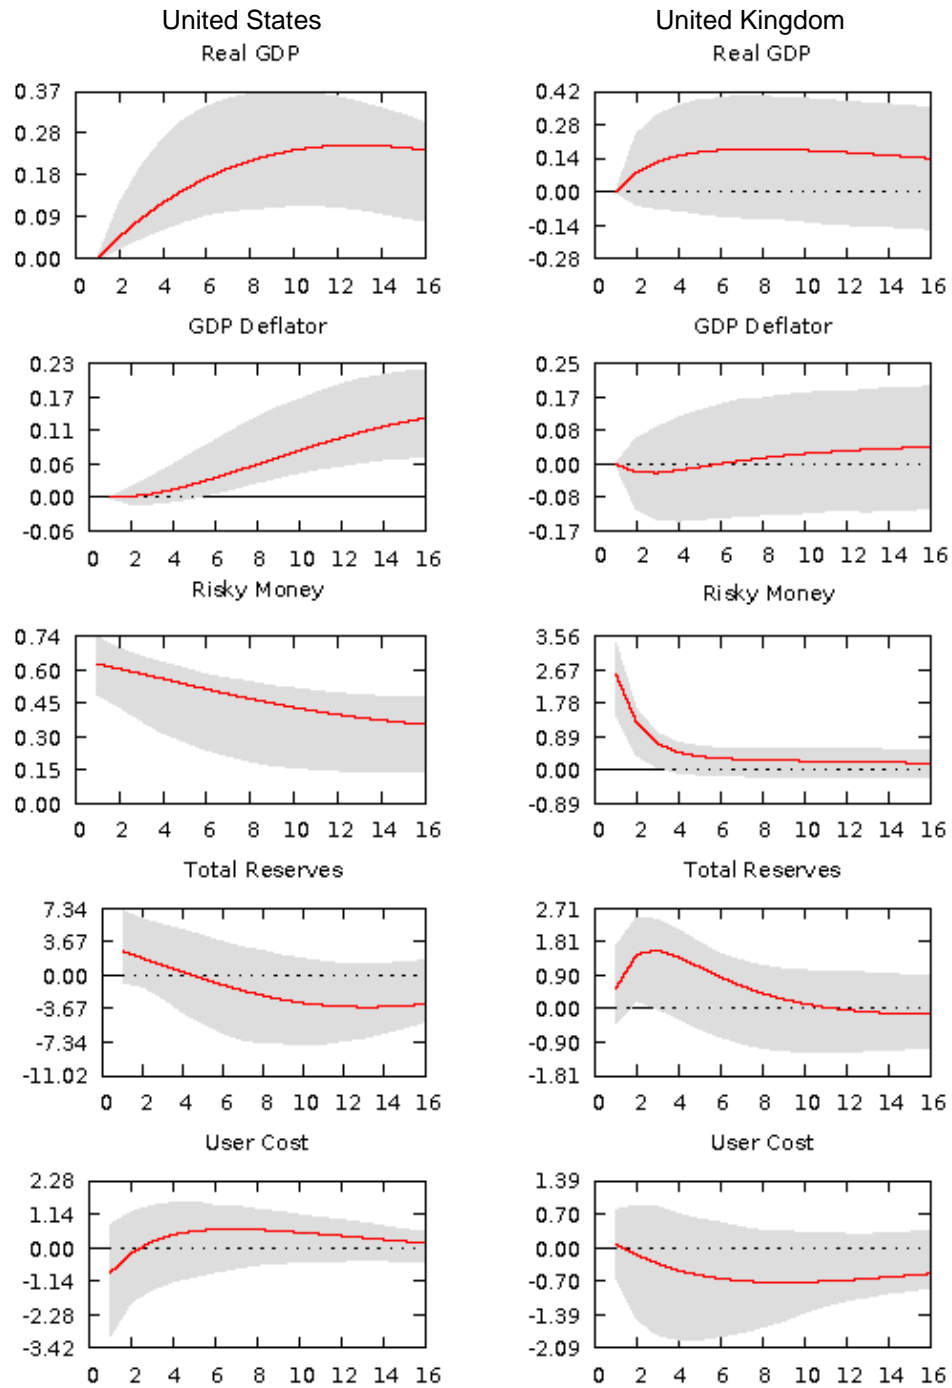 United States
United Kingdom
Real GDP
Real GDP
0.37
0.28
0.18
0.09
0.00
0 2 4 6 8 10 12 14 16
0.42
0.28
0.14
0.00
-0.14
-0.28
0 2 4 6 8 10 12 14 16
GDP Deflator
GDP Deflator
0.23
0.17
0.11
0.06
0.00
-0.06
0 2 4 6 8 10 12 14 16
0.25
0.17
0.08
0.00
-0.08
-0.17
0 2 4 6 8 10 12 14 16
Risky Money
Risky Money
0.74
0.60
0.45
0.30
0.15
0.00
0 2 4 6 8 10 12 14 16
3.56
2.67
1.78
0.89
0.00
-0.89
0 2 4 6 8 10 12 14 16
Total Reserves
Total Reserves
7.34
3.67
0.00
-3.67
-7.34
-11.02
0 2 4 6 8 10 12 14 16
2.71
1.81
0.90
0.00
-0.90
-1.81
0 2 4 6 8 10 12 14 16
User Cost
User Cost
2.28
1.14
0.00
-1.14
-2.28
-3.42
0 2 4 6 8 10 12 14 16
1.39
0.70
0.00
-0.70
-1.39
-2.09
0 2 4 6 8 10 12 14 16